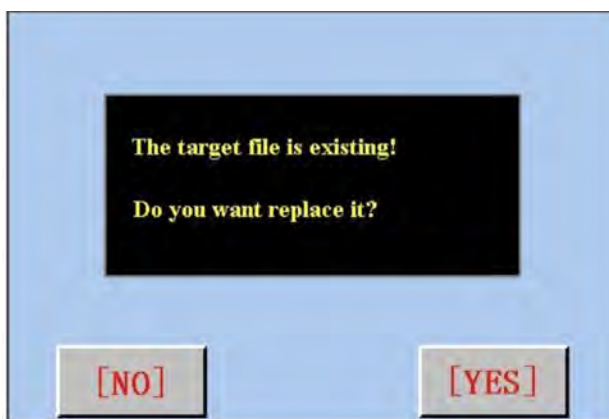 The target file is existing!
Do you want replace it?
[NO] [YES]